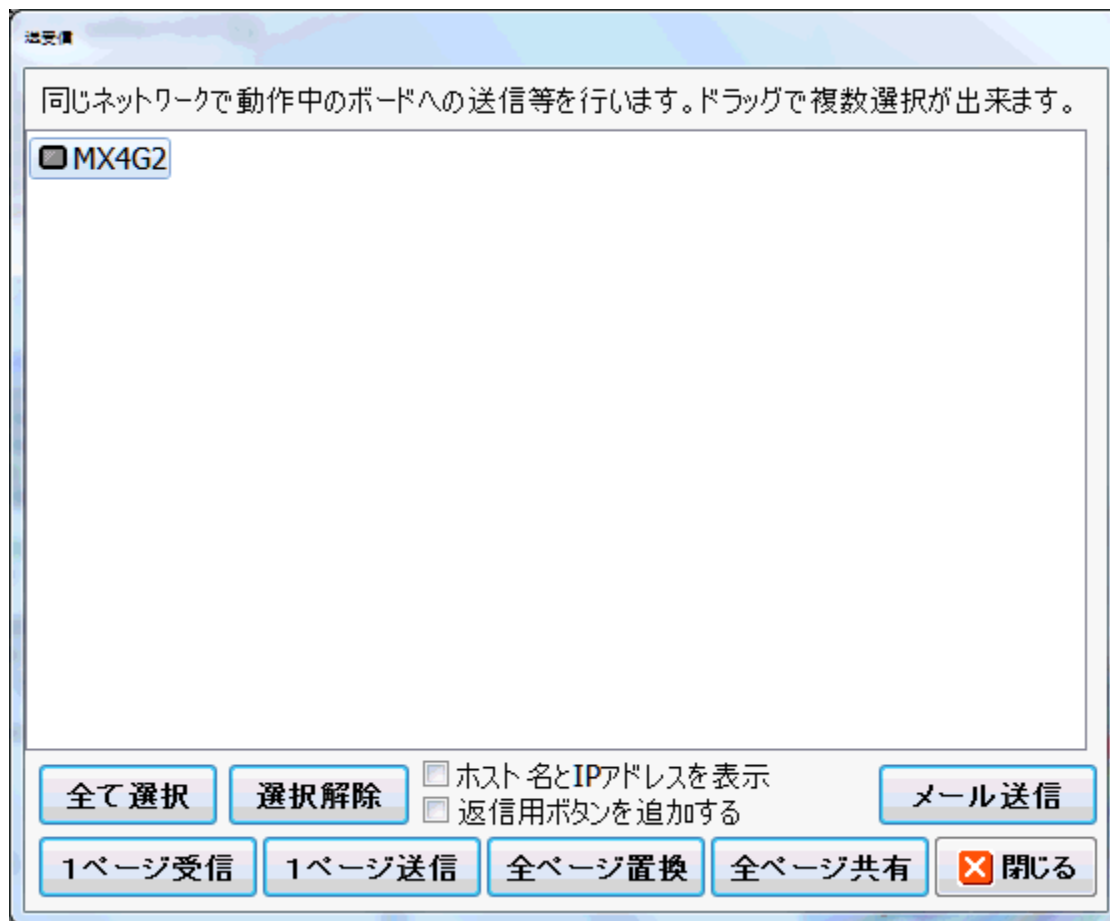 送受信
同じネットワークで動作中のボードへの送信等を行います。ドラッグで複数選択が出来ます。
MX4G2
全て選択 選択解除 ホスト名とIPアドレスを表示 メール送信
返信用ボタンを追加する
1ページ受信 1ページ送信 全ページ置換 全ページ共有 閉じる